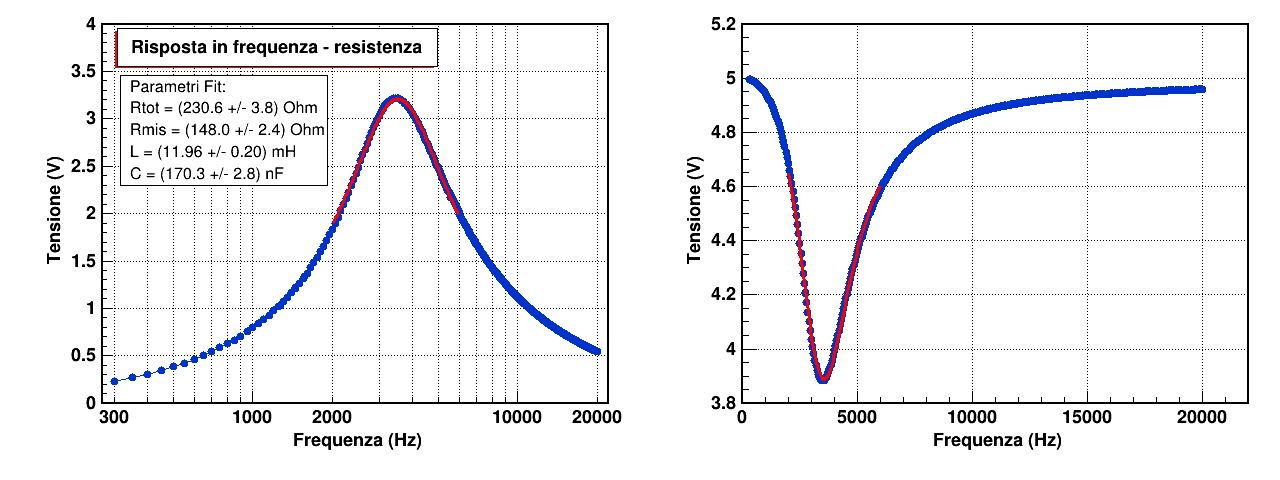 4
3.5
3
2.5
2
1.5
1
0.5
0
Tensione (V)
Risposta in frequenza - resistenza
Parametri Fit:
Rtot = (230.6 +/- 3.8) Ohm
Rmis = (148.0 +/- 2.4) Ohm
L = (11.96 +/- 0.20) mH
C = (170.3 +/- 2.8) nF
300 1000 2000 10000 20000
Frequenza (Hz)
5.2
5
4.8
4.6
4.4
4.2
4
3.8
Tensione (V)
0 5000 10000 15000 20000
Frequenza (Hz)